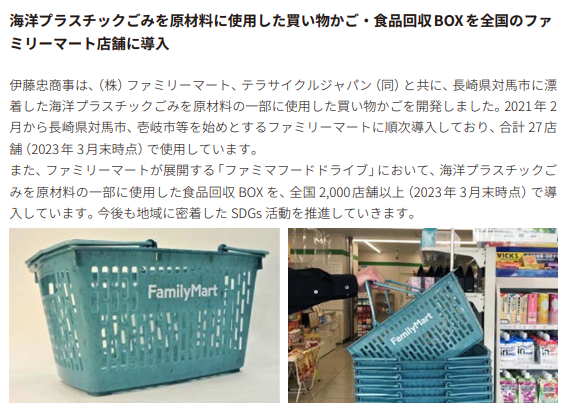 海洋プラスチックごみを原材料に使用した買い物かご・食品回収BOXを全国のファ
ミリーマート店舗に導入
伊藤忠商事は、（株）ファミリーマート、テラサイクルジャパン（同）と共に、長崎県対馬市に漂
着した海洋プラスチックごみを原材料の一部に使用した買い物かごを開発しました。2021年2
月から長崎県対馬市、壱岐市等を始めとするファミリーマートに順次導入しており、合計27店
舗（2023年3月末時点）で使用しています。
また、ファミリーマートが展開する「ファミマフードドライブ」において、海洋プラスチックご
みを原材料の一部に使用した食品回収BOXを、全国2,000店舗以上（2023年3月末時点）で導
入しています。今後も地域に密着したSDGs活動を推進していきます。
FamilyMart
FamilyMart
VICKS
in
in